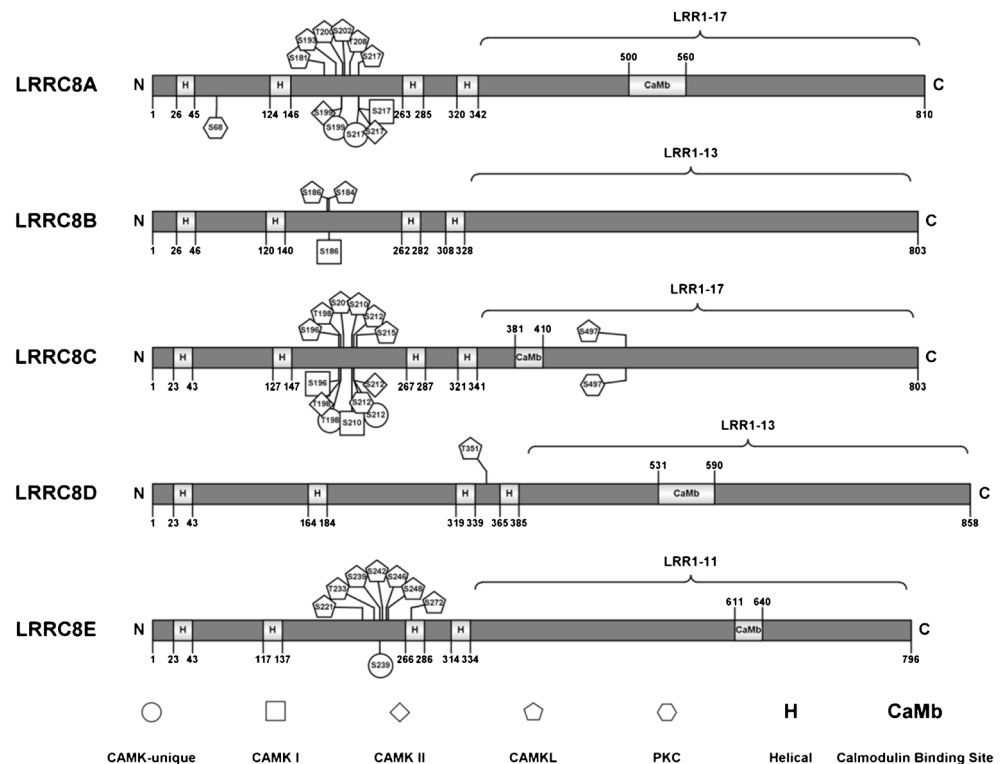 LRR1-17
S193 T200 S202 T208
S181 S217
500 560
LRRC8A N H H H H CaMb C
1 26 45 124 146 263 285 320 342 810
S68 S199 S199 S217 S217 S217
LRR1-13
S186 S184
LRRC8B N H H H H C
1 26 46 120 140 262 282 308 328 803
S186
LRR1-17
S196 T198 S201 S210 S212 S215
381 410 S497
LRRC8C N H H H H CaMb C
1 23 43 127 147 267 287 321 341 803
S196 S212 S497
T198 S212
T198 S210 S212
LRR1-13
T351
531 590
LRRC8D N H H H H CaMb C
1 23 43 164 184 319 339 365 385 858
LRR1-11
S221 T233 S239 S242 S246 S248 S272
611 640
LRRC8E N H H H H CaMb C
1 23 43 117 137 266 286 314 334 796
S239
H CaMb
CAMK-unique CAMK I CAMK II CAMKL PKC Helical Calmodulin Binding Site